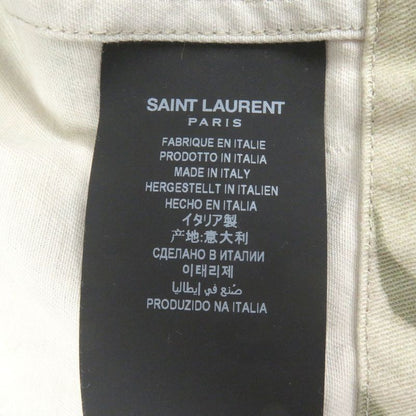 SAINT LAURENT
PARIS
FABRIQUE EN ITALIE
PRODOTTO IN ITALIA
MADE IN ITALY
HERGESTELLT IN ITALIEN
HECHO EN ITALIA
イタリア製
产地:意大利
СДЕЛАНО В ИТАЛИИ
이태리제
صنع في إيطاليا
PRODUZIDO NA ITALIA